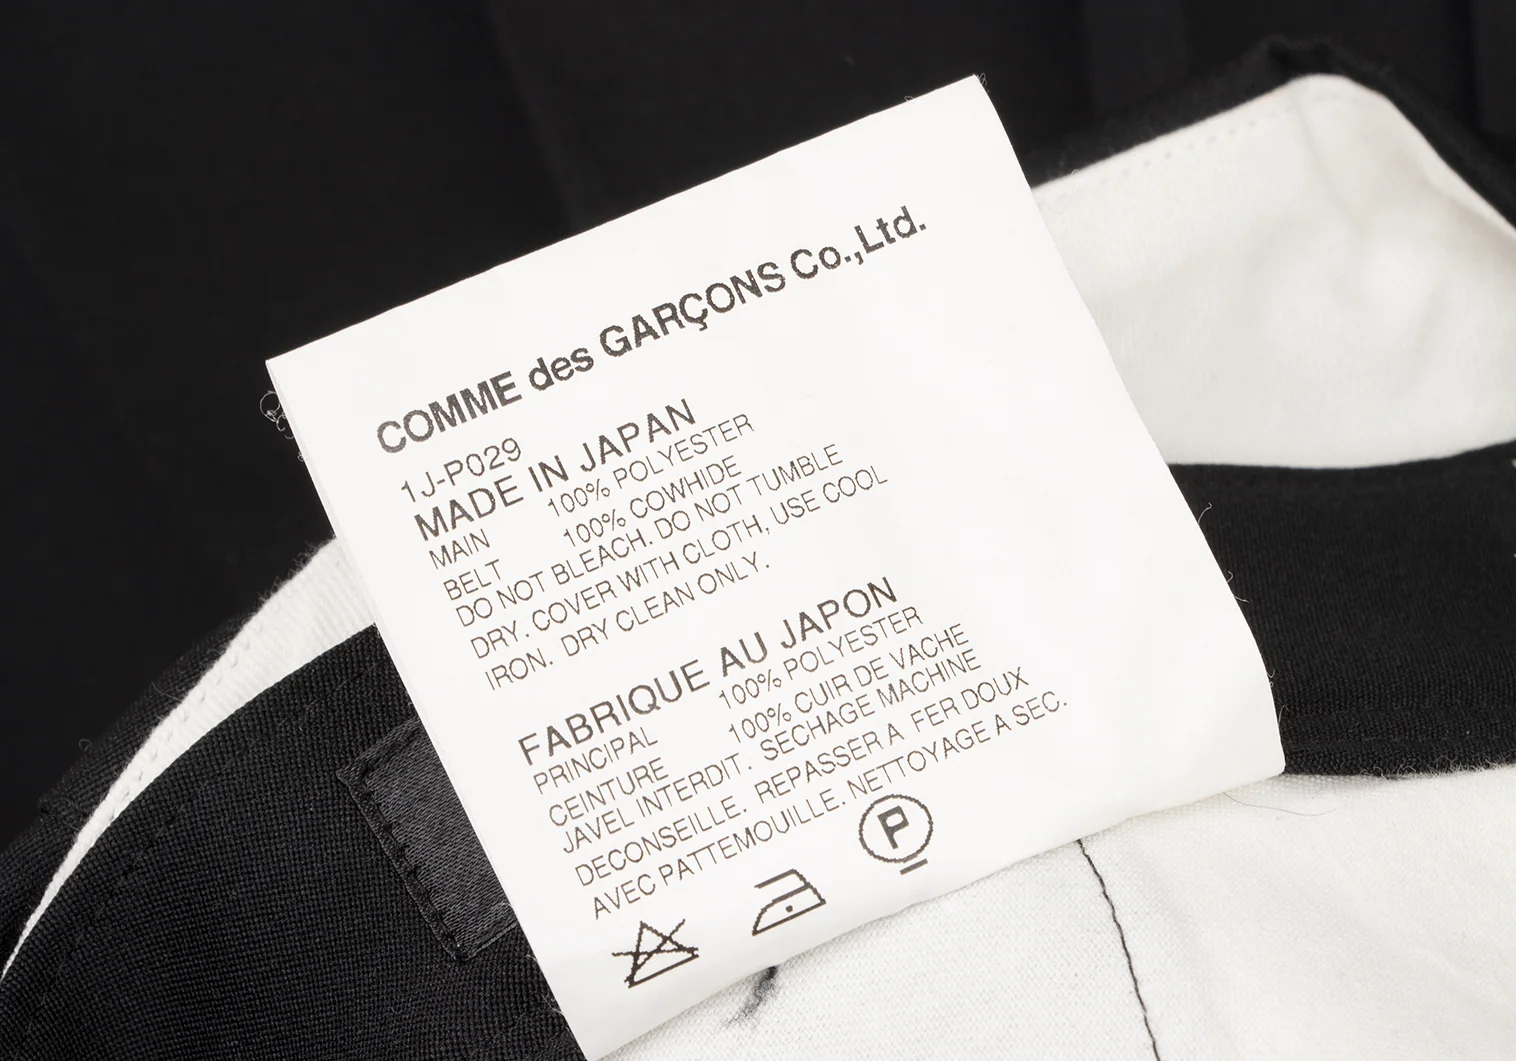 COMME des GARÇONS Co.,Ltd.
1J-P029
MADE IN JAPAN
MAIN 100% POLYESTER
BELT 100% COWHIDE
DO NOT BLEACH. DO NOT TUMBLE
DRY. COVER WITH CLOTH, USE COOL
IRON. DRY CLEAN ONLY.
FABRIQUE AU JAPON
PRINCIPAL 100% POLYESTER
CEINTURE 100% CUIR DE VACHE
JAVEL INTERDIT. SECHAGE MACHINE
DECONSEILLE. REPASSER A FER DOUX
AVEC PATTEMOUILLE. NETTOYAGE A SEC.
P